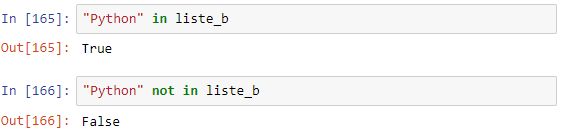 In [165]: "Python" in liste_b
Out[165]: True
In [166]: "Python" not in liste_b
Out[166]: False